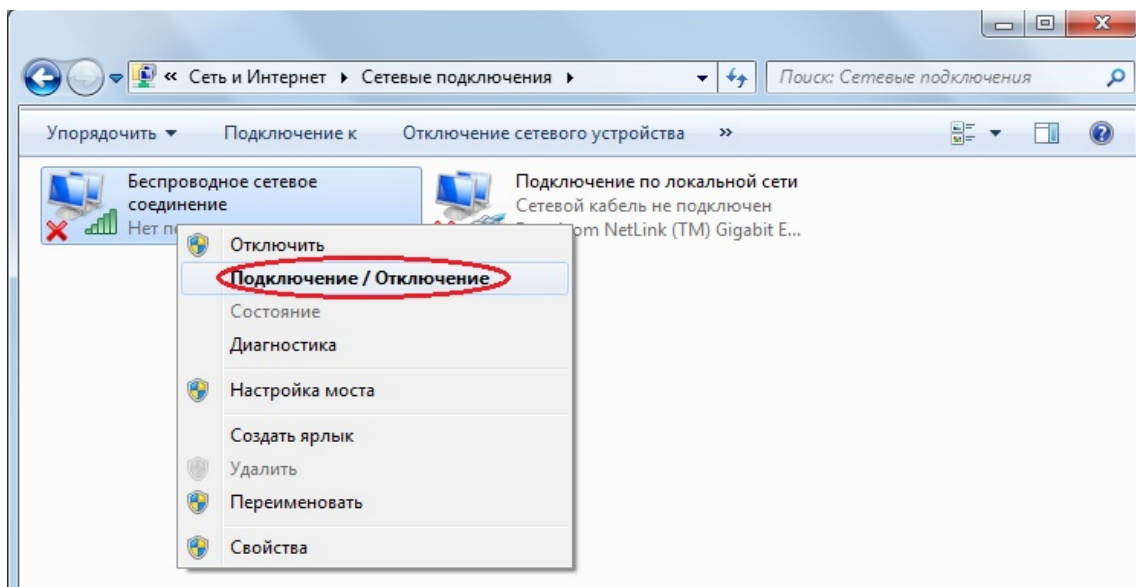 « Сеть и Интернет Сетевые подключения
Поиск: Сетевые подключения
Упорядочить Подключение к Отключение сетевого устройства »
Беспроводное сетевое
соединение
Нет
Подключение по локальной сети
Сетевой кабель не подключен
NetLink (TM) Gigabit E...
Отключить
Подключение / Отключение
Состояние
Диагностика
Настройка моста
Создать ярлык
Удалить
Переименовать
Свойства